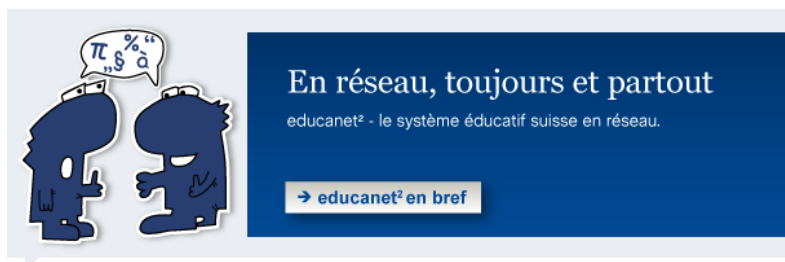 π % “
„ § à
En réseau, toujours et partout
educanet² - le système éducatif suisse en réseau.
→ educanet² en bref